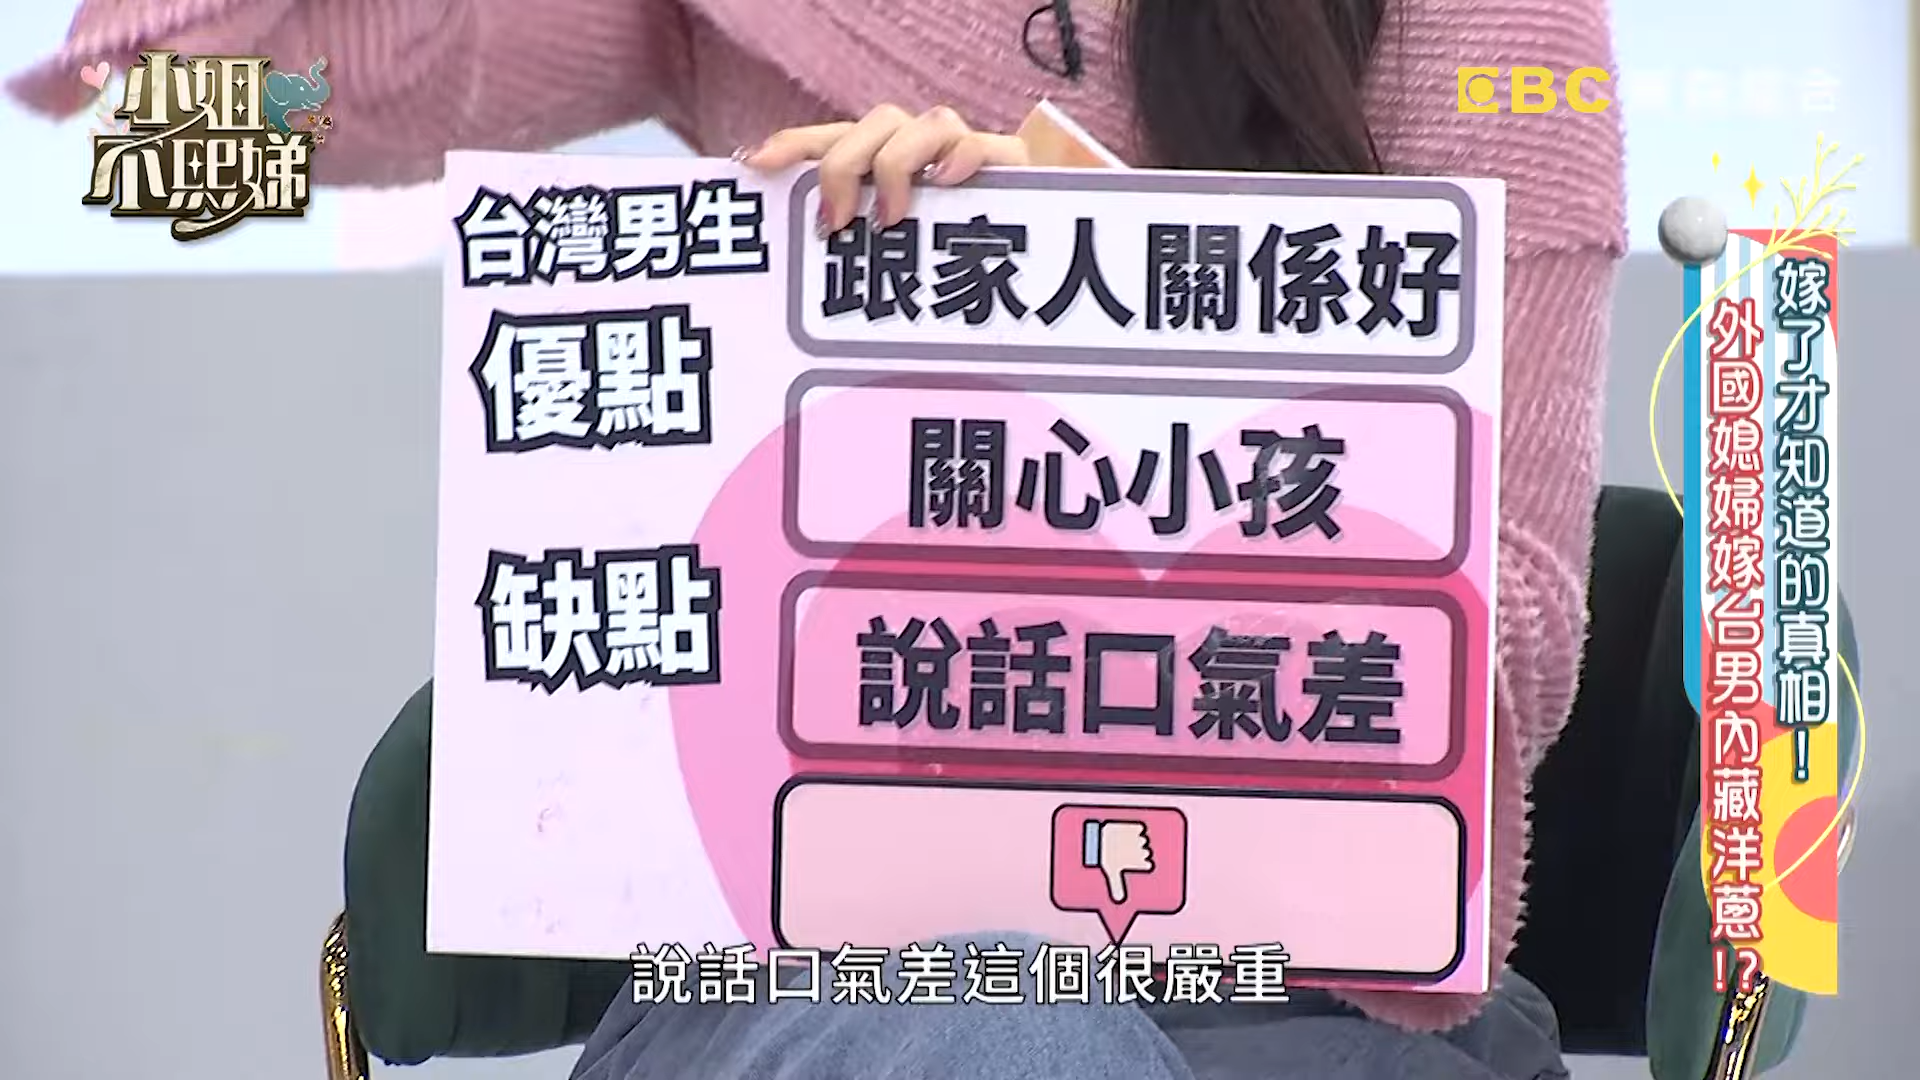 小姐
不熙娣
EBC
台灣男生
優點
跟家人關係好
關心小孩
缺點
說話口氣差
嫁了才知道的真相！
外國媳婦嫁台男內藏洋蔥!?
說話口氣差這個很嚴重